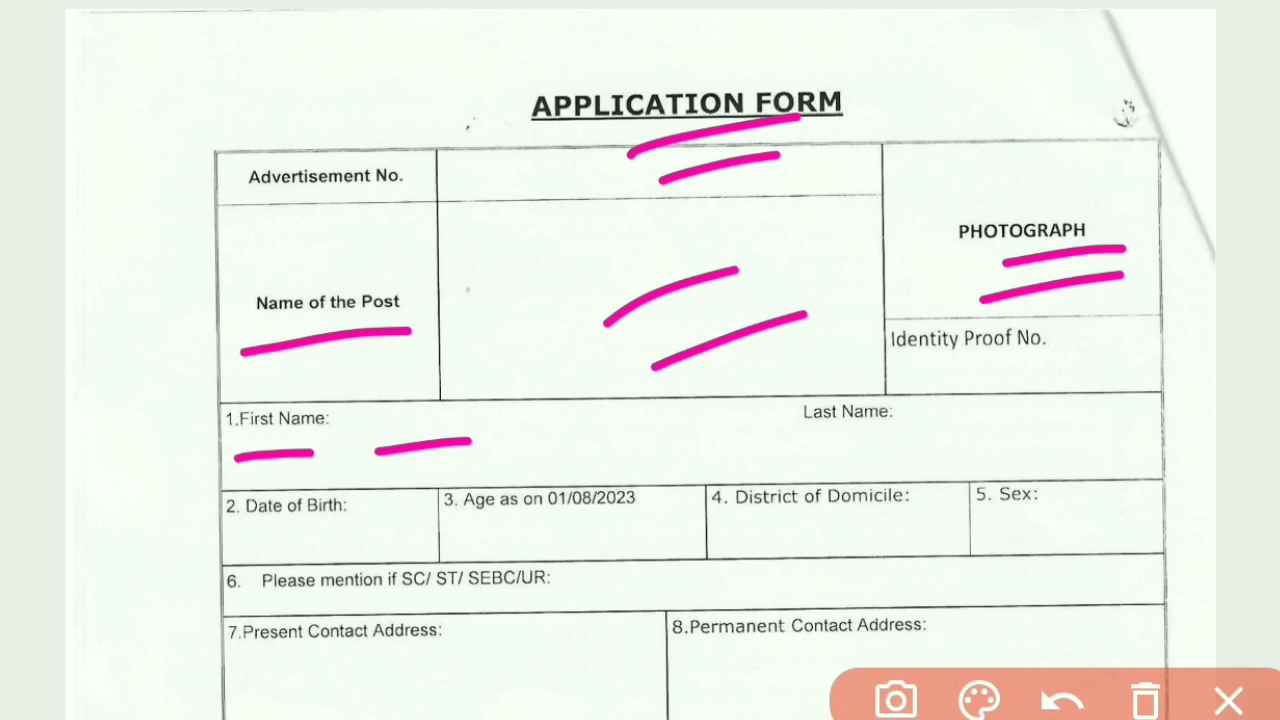 APPLICATION FORM
Advertisement No.
PHOTOGRAPH
Name of the Post
Identity Proof No.
1.First Name:
Last Name:
2. Date of Birth:
3. Age as on 01/08/2023
4. District of Domicile:
5. Sex:
6. Please mention if SC/ ST/ SEBC/UR:
7.Present Contact Address:
8.Permanent Contact Address: